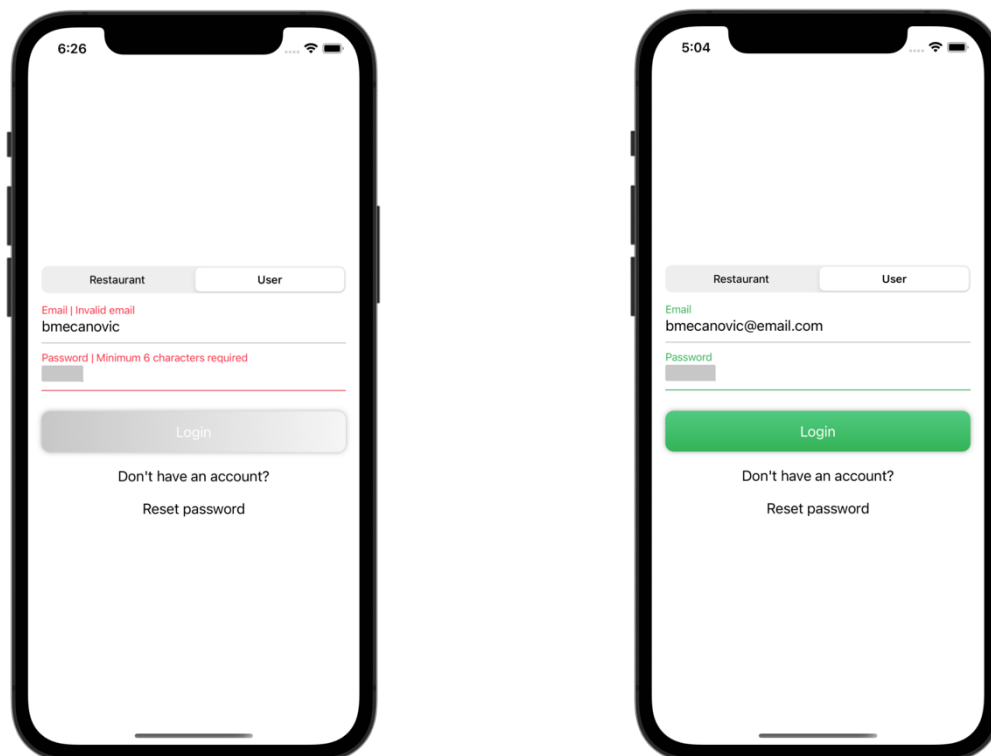 6:26
Restaurant User
Email | Invalid email
bmecanovic
Password | Minimum 6 characters required
Login
Don't have an account?
Reset password
5:04
Restaurant User
Email
bmecanovic@email.com
Password
Login
Don't have an account?
Reset password